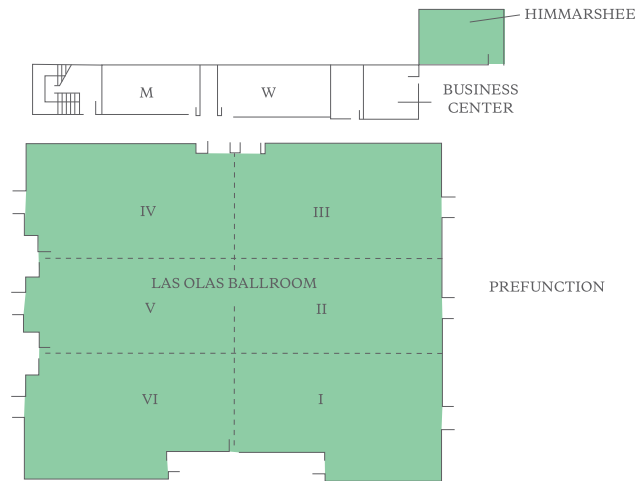 HIMMARSHEE
M
W
BUSINESS
CENTER
IV
III
LAS OLAS BALLROOM
PREFUNCTION
V
II
VI
I